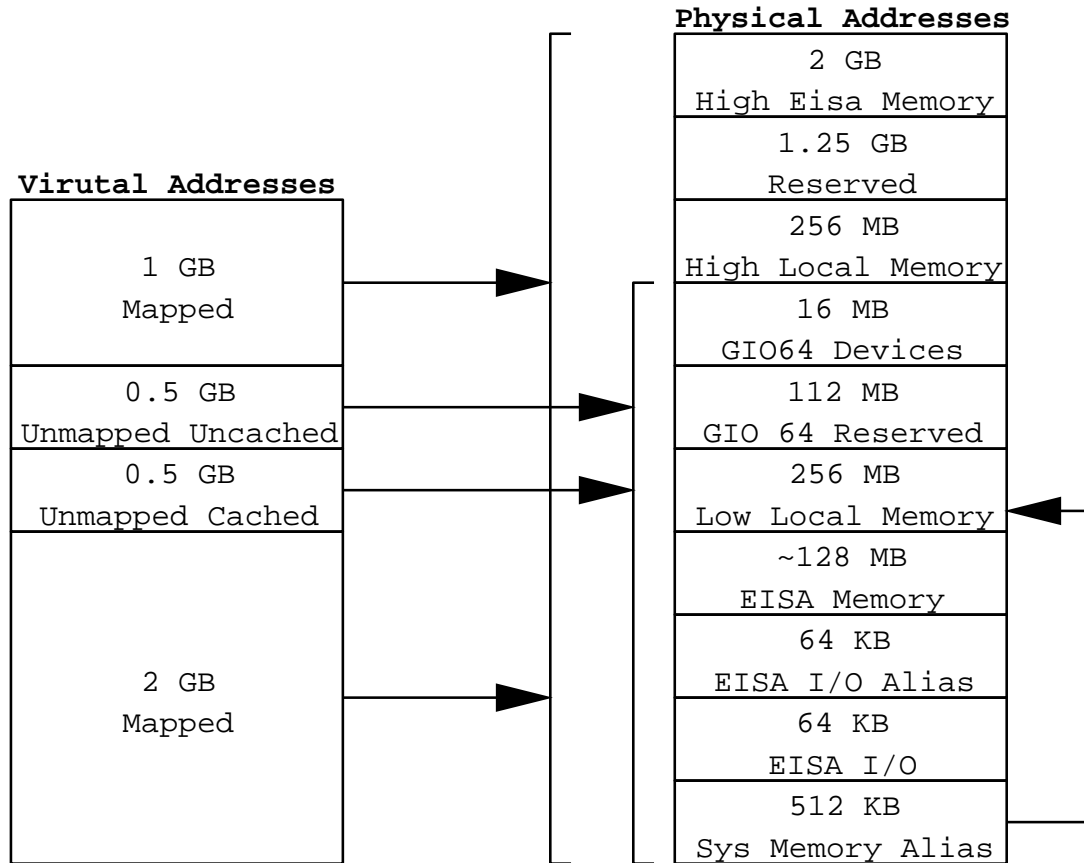 Physical Addresses
2 GB
High Eisa Memory
1.25 GB
Reserved
256 MB
High Local Memory
16 MB
GIO64 Devices
112 MB
GIO 64 Reserved
256 MB
Low Local Memory
~128 MB
EISA Memory
64 KB
EISA I/O Alias
64 KB
EISA I/O
512 KB
Sys Memory Alias
Virutal Addresses
1 GB
Mapped
0.5 GB
Unmapped Uncached
0.5 GB
Unmapped Cached
2 GB
Mapped